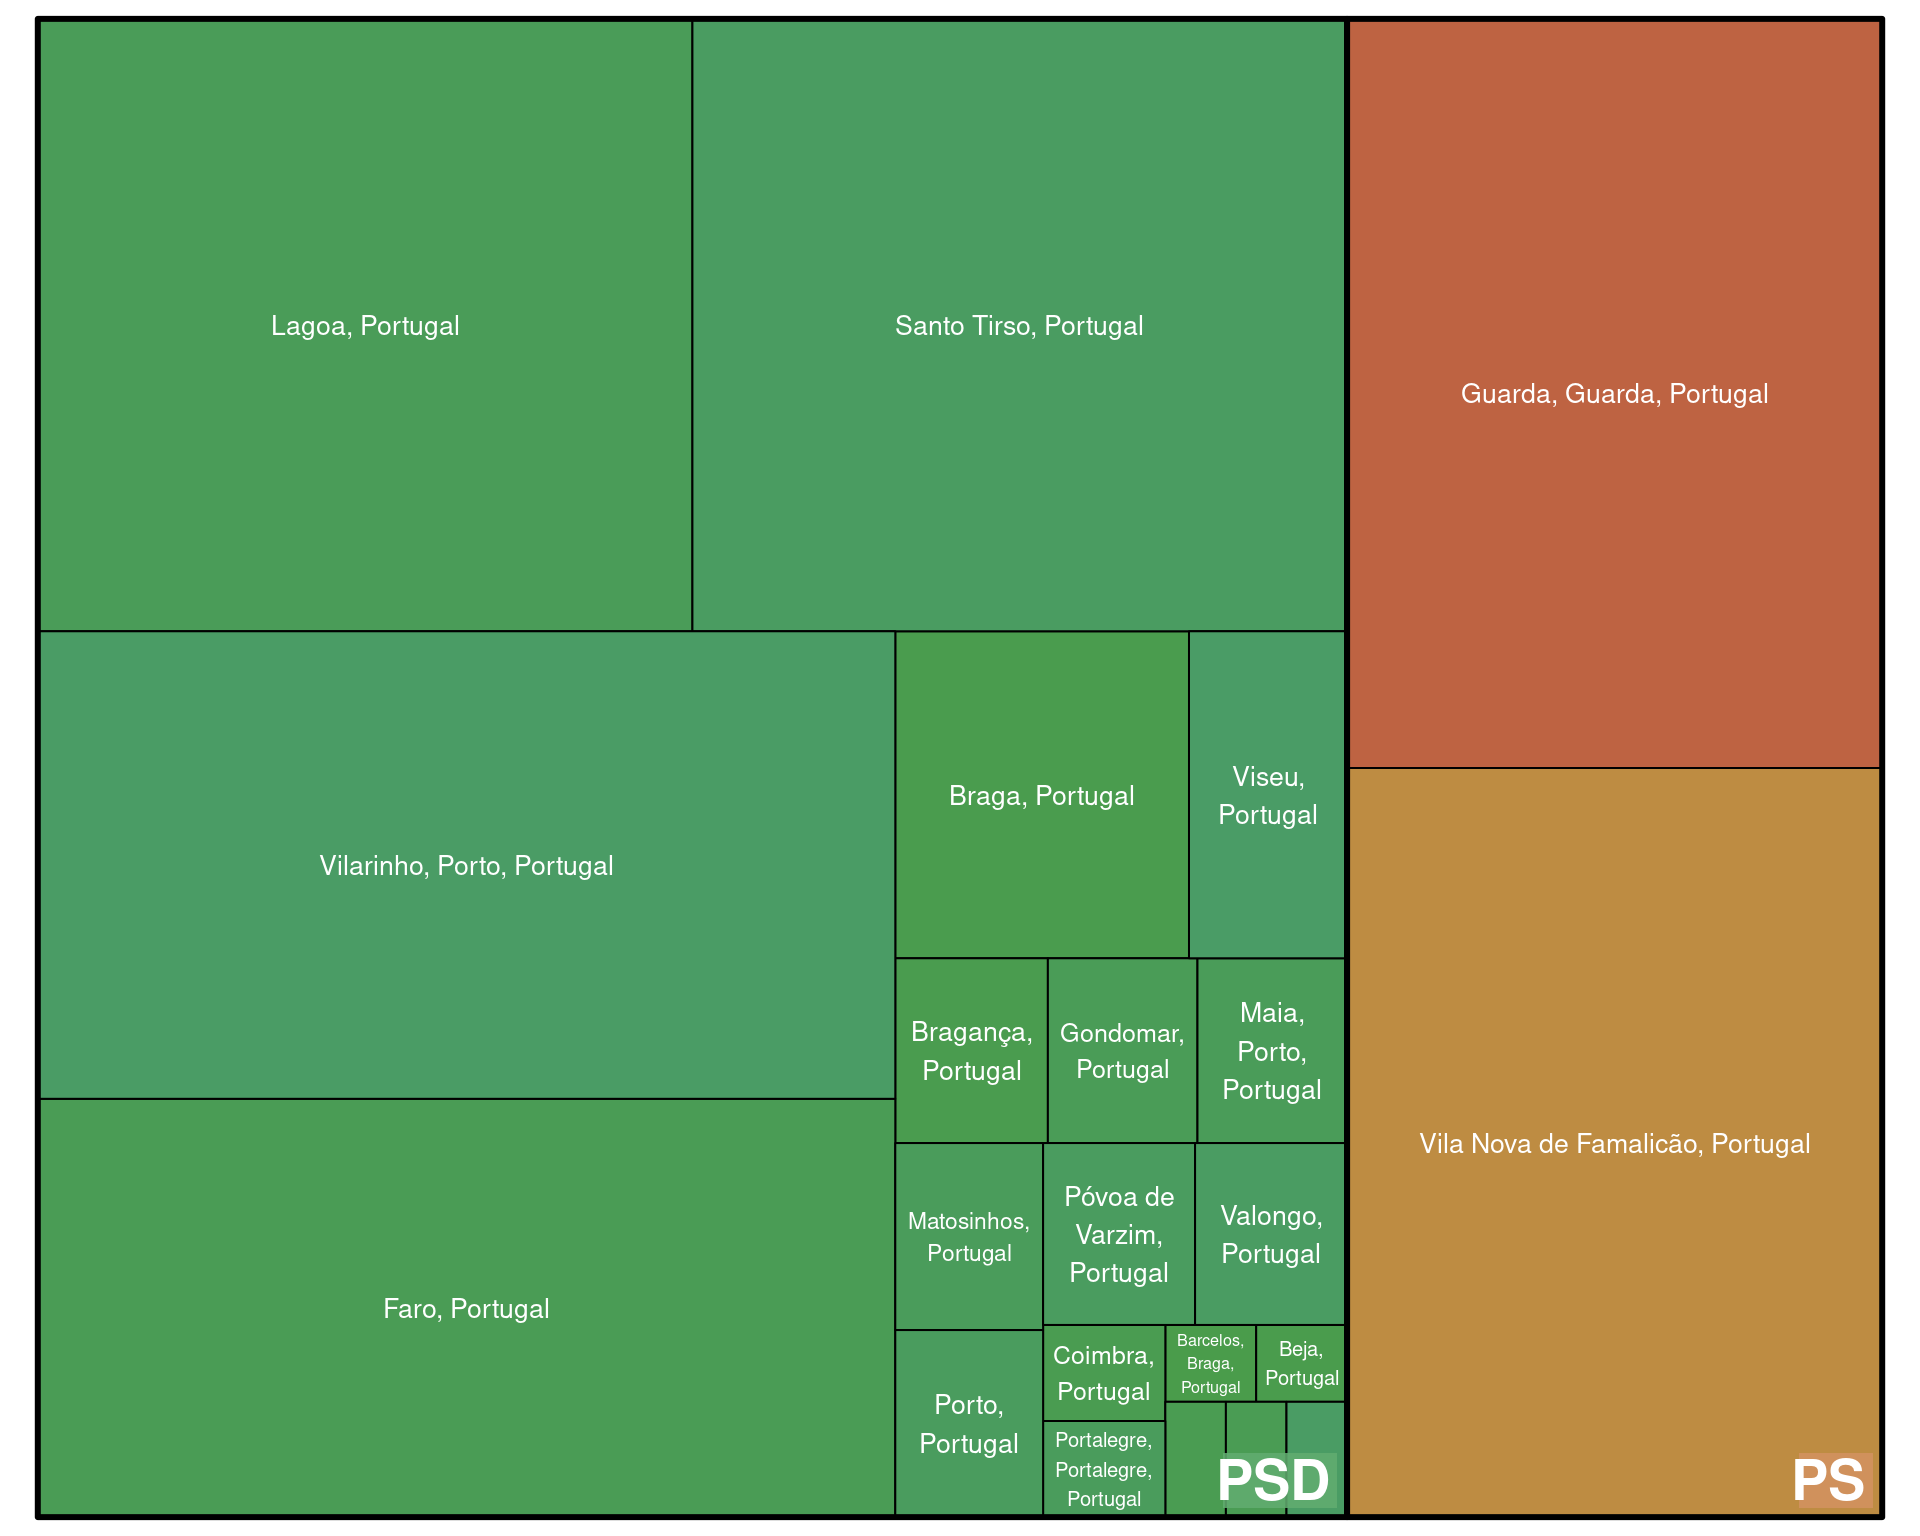 Lagoa, Portugal
Santo Tirso, Portugal
Guarda, Guarda, Portugal
Vilarinho, Porto, Portugal
Braga, Portugal
Viseu,
Portugal
Bragança,
Portugal
Gondomar,
Portugal
Maia,
Porto,
Portugal
Vila Nova de Famalicão, Portugal
Faro, Portugal
Matosinhos,
Portugal
Póvoa de
Varzim,
Portugal
Valongo,
Portugal
Porto,
Portugal
Coimbra,
Portugal
Barcelos,
Braga,
Portugal
Beja,
Portugal
Portalegre,
Portalegre,
Portugal
PSD
PS